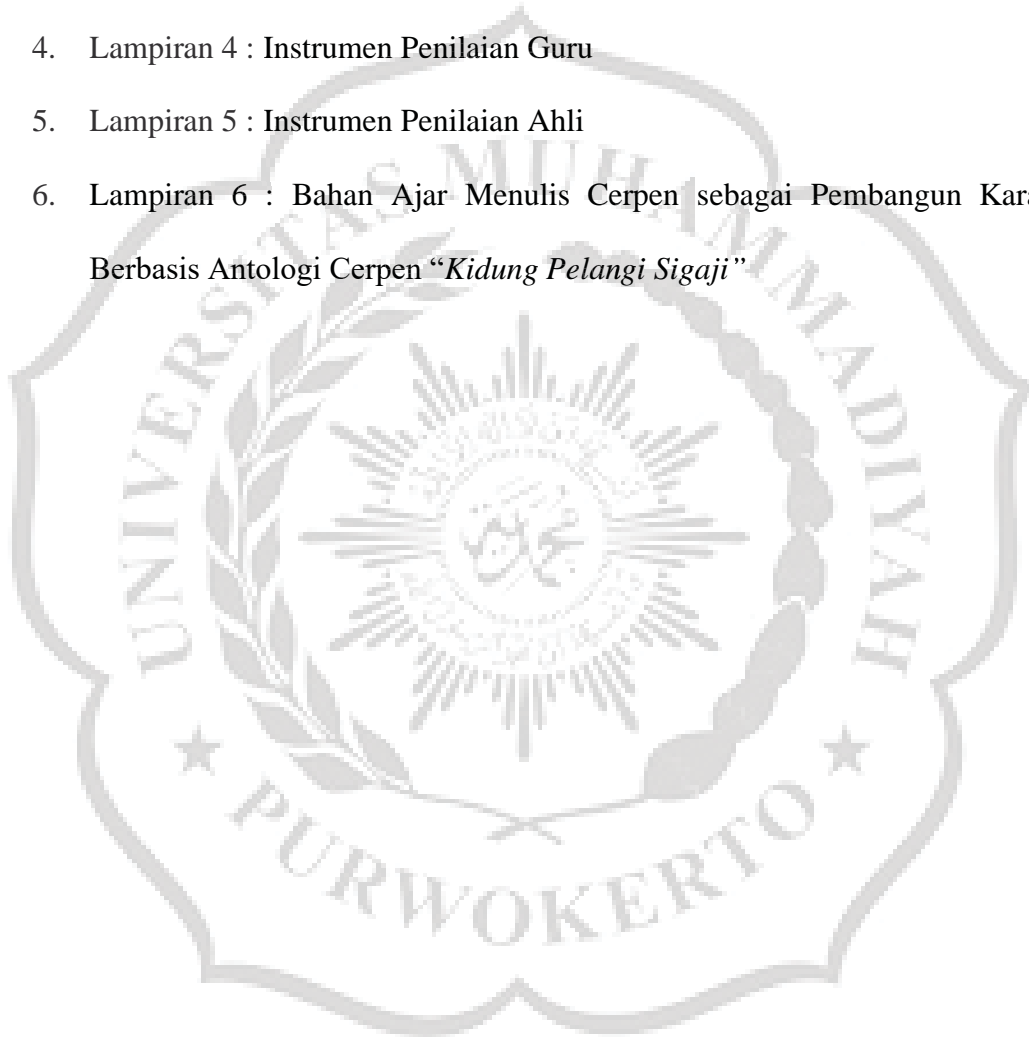 4. Lampiran 4 : Instrumen Penilaian Guru
5. Lampiran 5 : Instrumen Penilaian Ahli
6. Lampiran 6 : Bahan Ajar Menulis Cerpen sebagai Pembangun Kara
Berbasis Antologi Cerpen “Kidung Pelangi Sigaji”
UNIVERSITAS MUHAMMADIYAH
★ PURWOKERTO ★